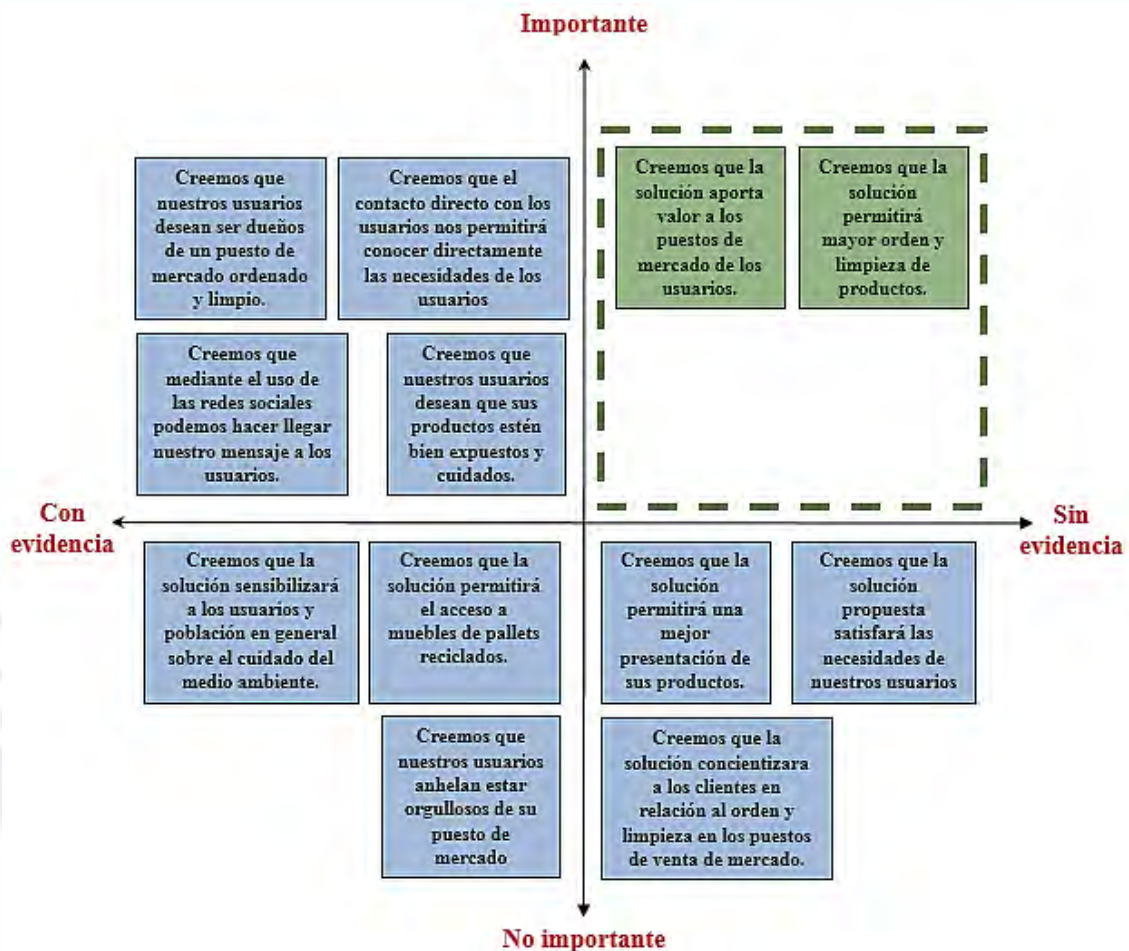 Importante
Creemos que
nuestros usuarios
desean ser dueños
de un puesto de
mercado ordenado
y limpio.
Creemos que el
contacto directo con los
usuarios nos permitirá
conocer directamente
las necesidades de los
usuarios
Creemos que la
solución aporta
valor a los
puestos de
mercado de los
usuarios.
Creemos que la
solución
permitirá
mayor orden y
limpieza de
productos.
Creemos que
mediante el uso de
las redes sociales
podemos hacer llegar
nuestro mensaje a los
usuarios.
Creemos que
nuestros usuarios
desean que sus
productos estén
bien expuestos y
cuidados.
Con
evidencia
Sin
evidencia
Creemos que la
solución sensibilizará
a los usuarios y
población en general
sobre el cuidado del
medio ambiente.
Creemos que la
solución permitirá
el acceso a
muebles de pallets
reciclados.
Creemos que la
solución
permitirá una
mejor
presentación de
sus productos.
Creemos que la
solución
propuesta
satisfará las
necesidades de
nuestros usuarios
Creemos que
nuestros usuarios
anhelan estar
orgullosos de su
puesto de
mercado
Creemos que la
solución concientizara
a los clientes en
relación al orden y
limpieza en los puestos
de venta de mercado.
No importante